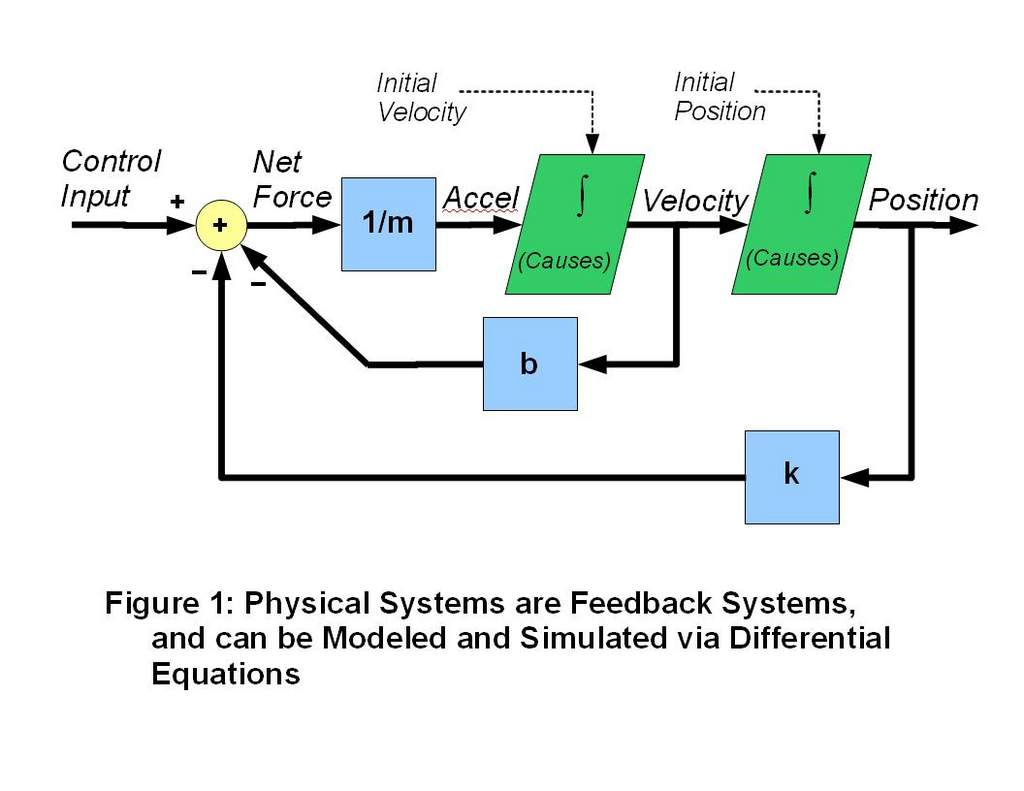 Initial
Velocity
Initial
Position
Control
Input
+
+
Net
Force
1/m
Accel
∫
(Causes)
Velocity
∫
(Causes)
Position
–
–
b
k
Figure 1: Physical Systems are Feedback Systems,
and can be Modeled and Simulated via Differential
Equations